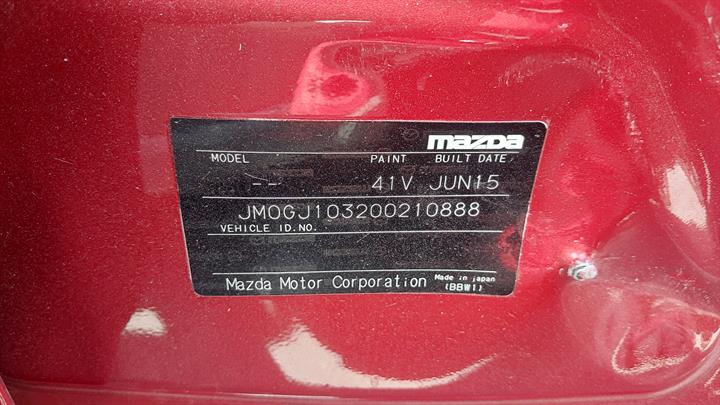 mazda
MODEL PAINT BUILT DATE
-- 41V JUN15
JM0GJ103200210888
VEHICLE ID.NO.
Mazda Motor Corporation Made in japan
(BBW1)